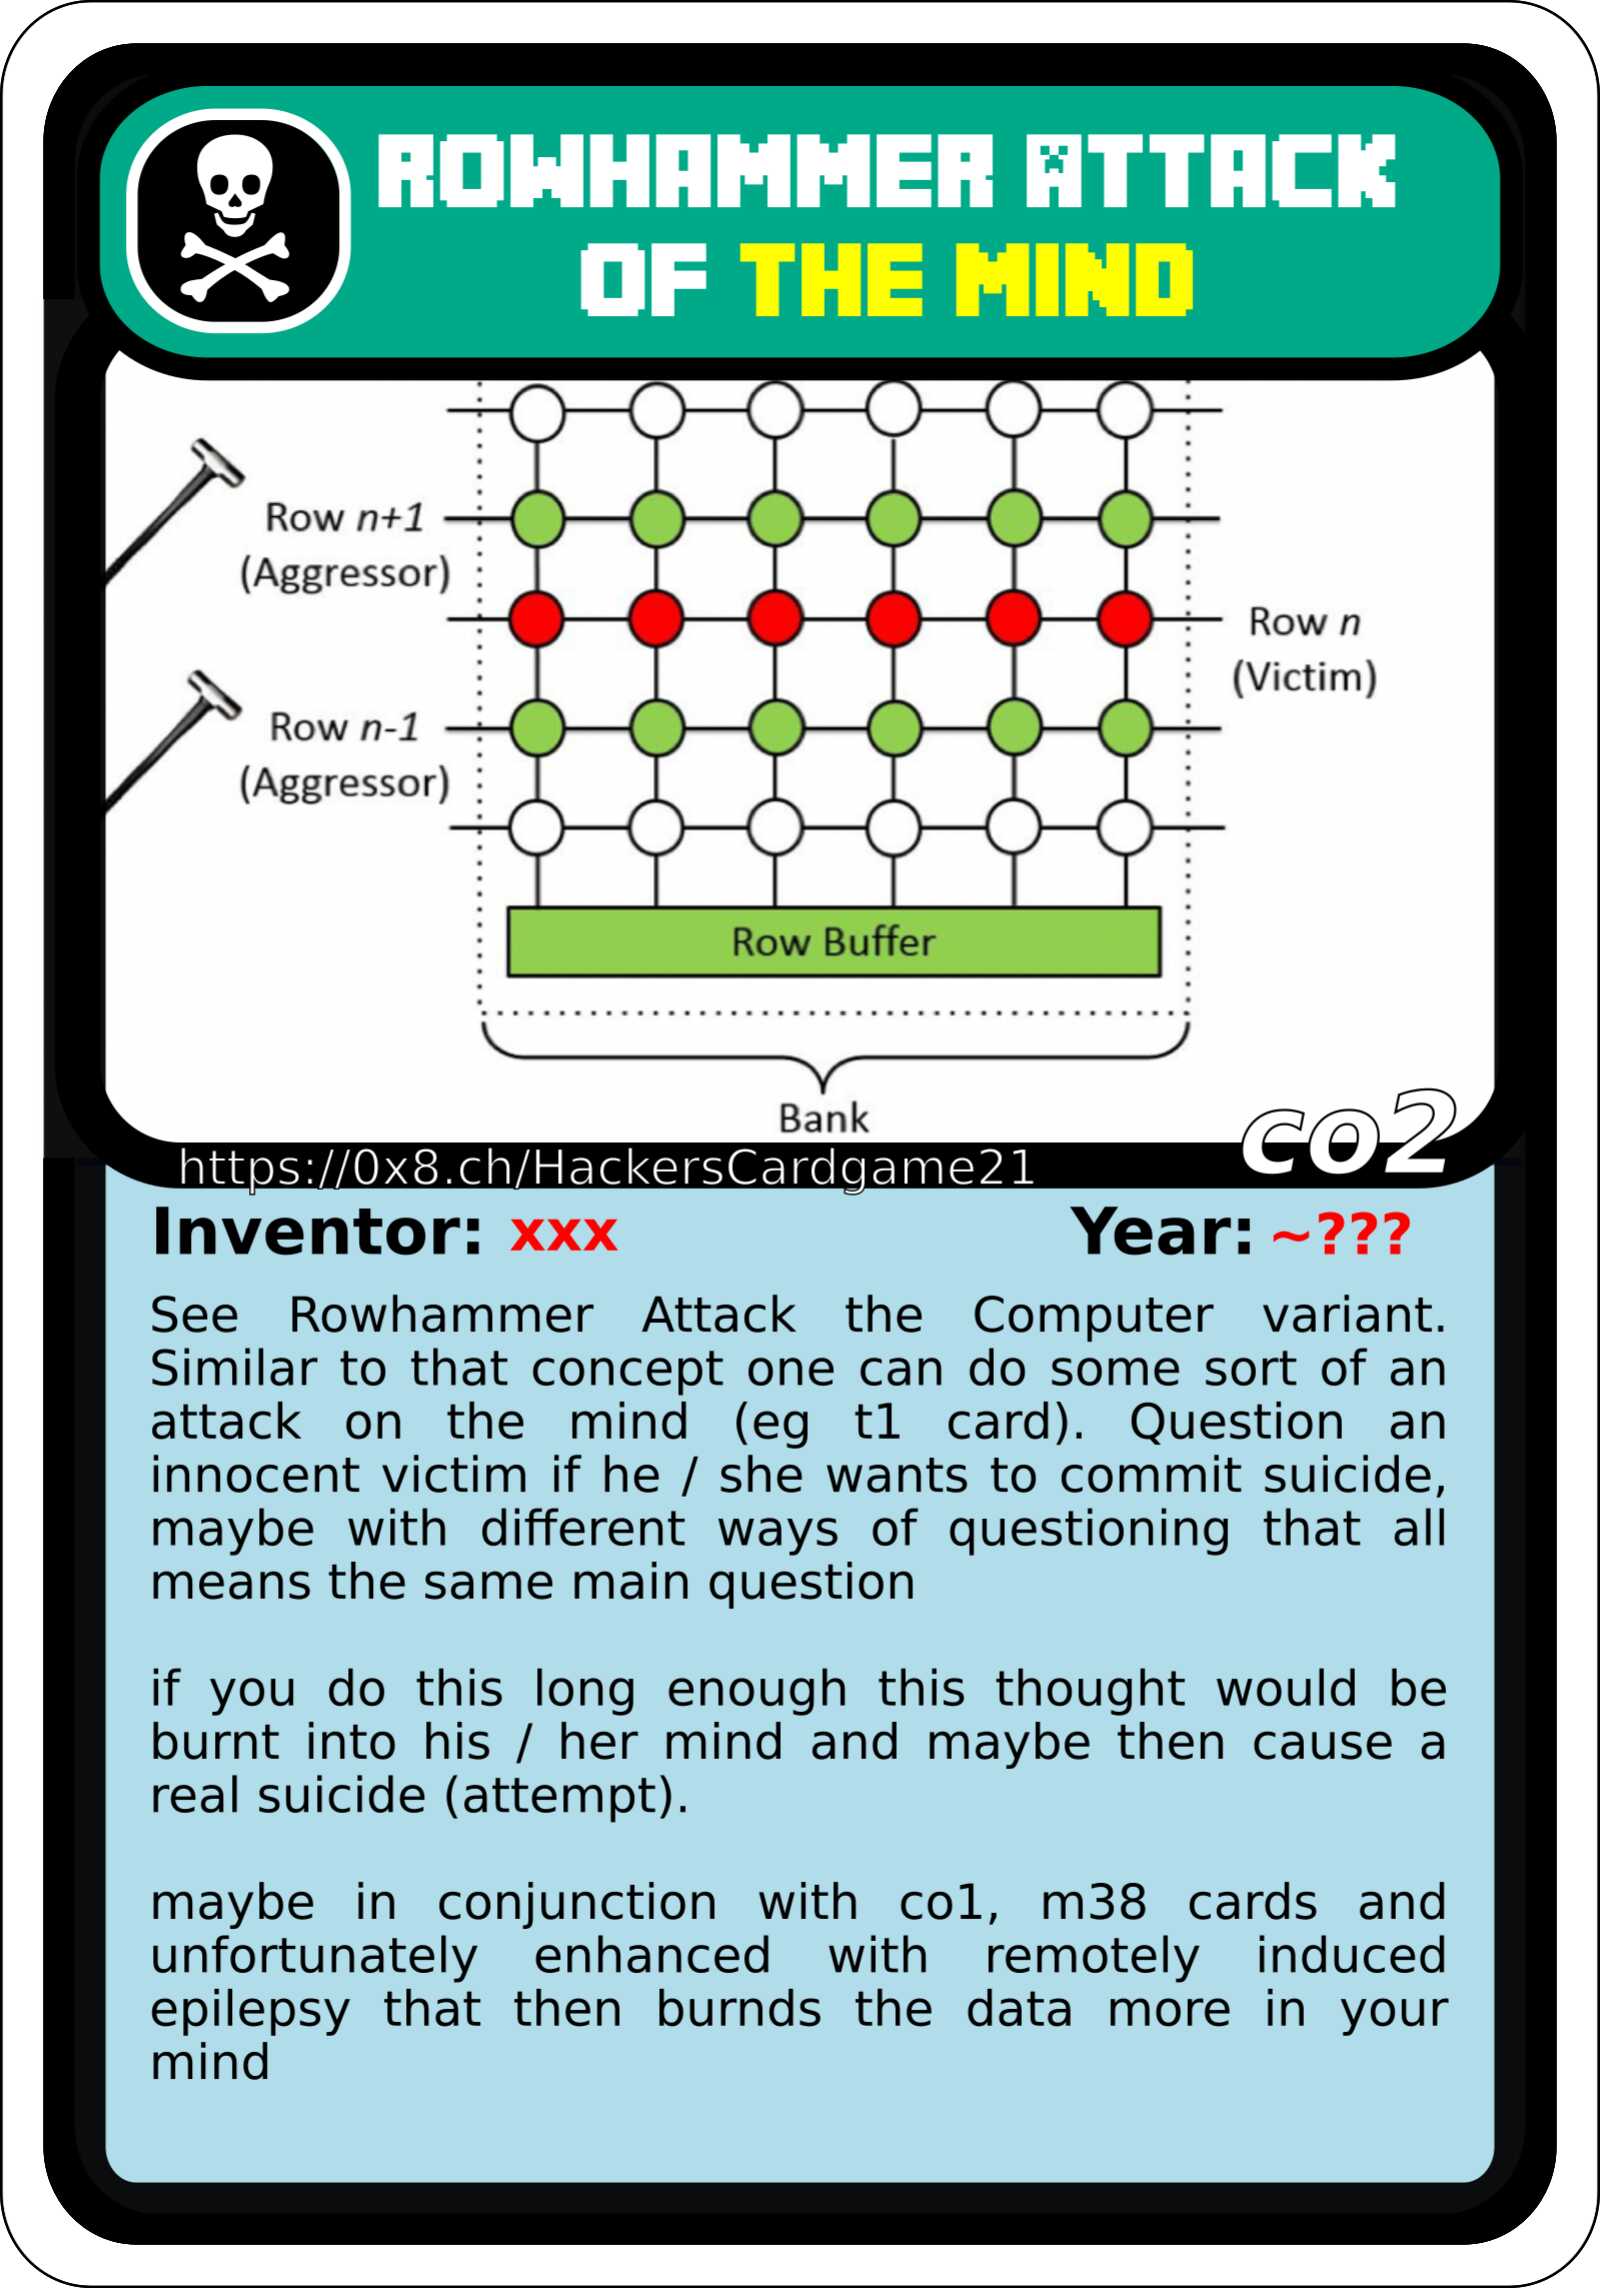 ROWHAMMER ATTACK
OF THE MIND
Row n+1
(Aggressor)
Row n
(Victim)
Row n-1
(Aggressor)
Row Buffer
Bank
co2
https://0x8.ch/HackersCardgame21
Inventor: xxx Year: ~???
See Rowhammer Attack the Computer variant.
Similar to that concept one can do some sort of an
attack on the mind (eg t1 card). Question an
innocent victim if he / she wants to commit suicide,
maybe with different ways of questioning that all
means the same main question
if you do this long enough this thought would be
burnt into his / her mind and maybe then cause a
real suicide (attempt).
maybe in conjunction with co1, m38 cards and
unfortunately enhanced with remotely induced
epilepsy that then burnds the data more in your
mind